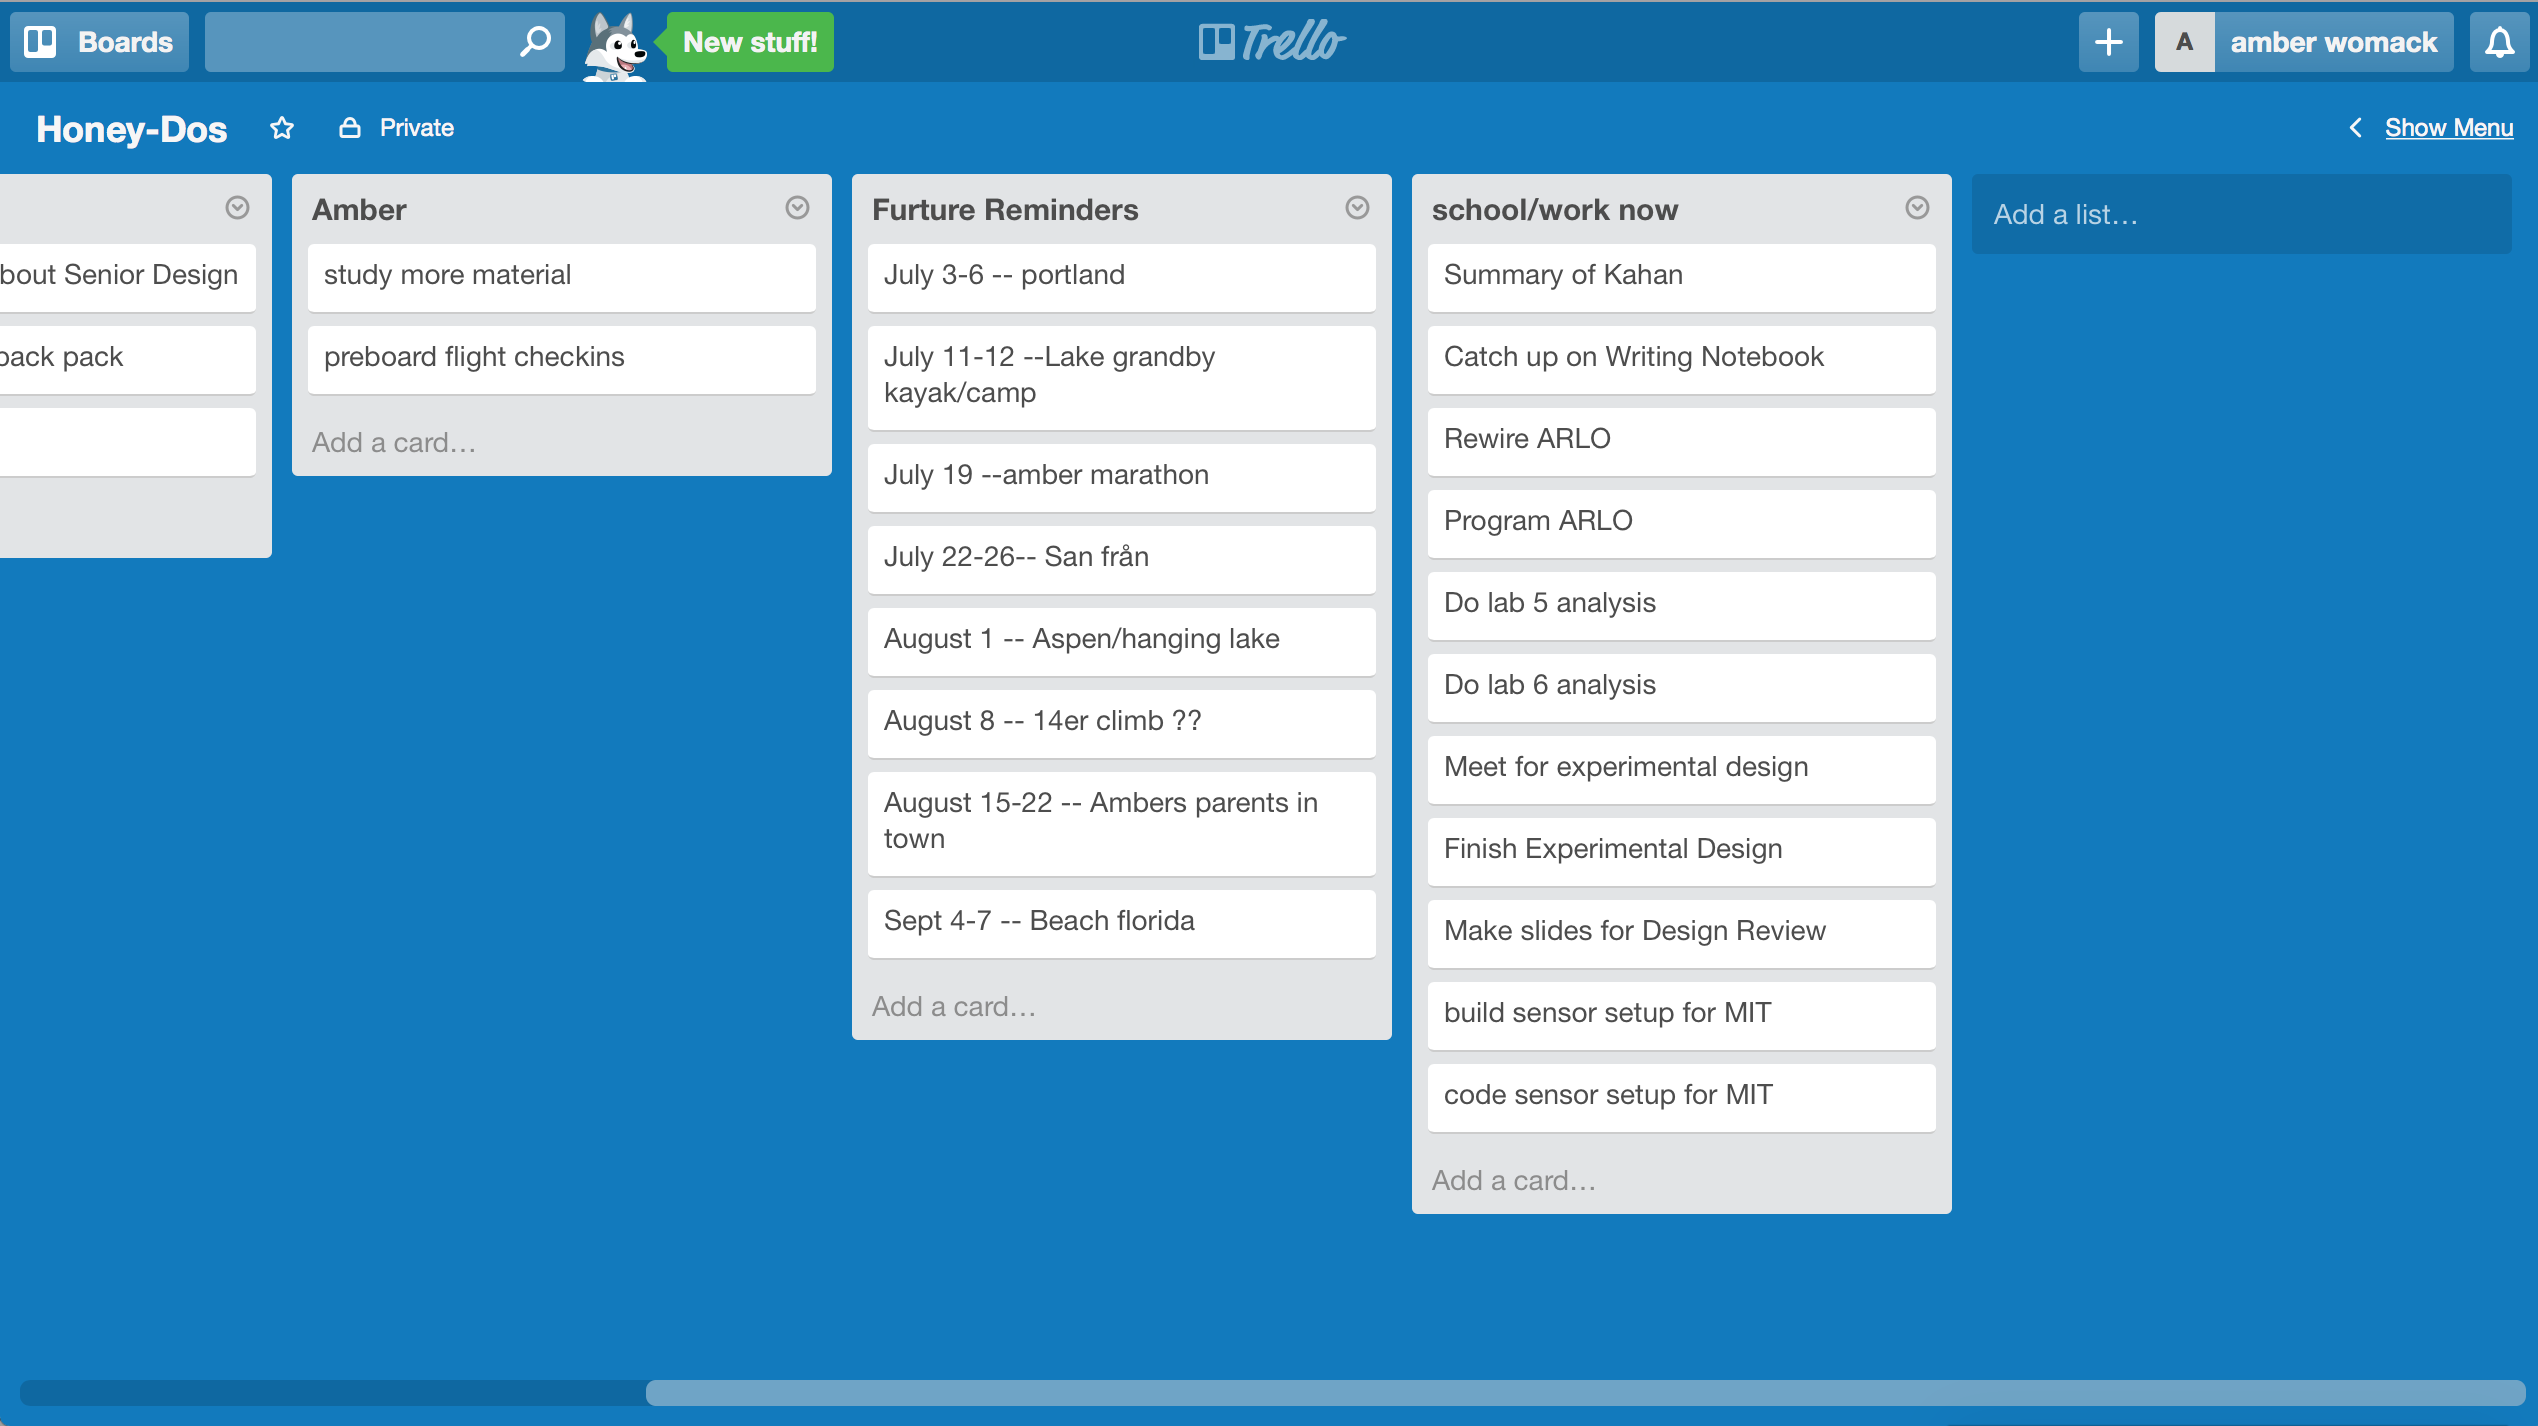 Boards
New stuff!
Trello
A
amber womack
Honey-Dos
Private
Show Menu
bout Senior Design
pack
Amber
study more material
preboard flight checkins
Add a card…
Furture Reminders
July 3-6 -- portland
July 11-12 --Lake grandby
kayak/camp
July 19 --amber marathon
July 22-26-- San från
August 1 -- Aspen/hanging lake
August 8 -- 14er climb ??
August 15-22 -- Ambers parents in
town
Sept 4-7 -- Beach florida
Add a card…
school/work now
Summary of Kahan
Catch up on Writing Notebook
Rewire ARLO
Program ARLO
Do lab 5 analysis
Do lab 6 analysis
Meet for experimental design
Finish Experimental Design
Make slides for Design Review
build sensor setup for MIT
code sensor setup for MIT
Add a card…
Add a list…